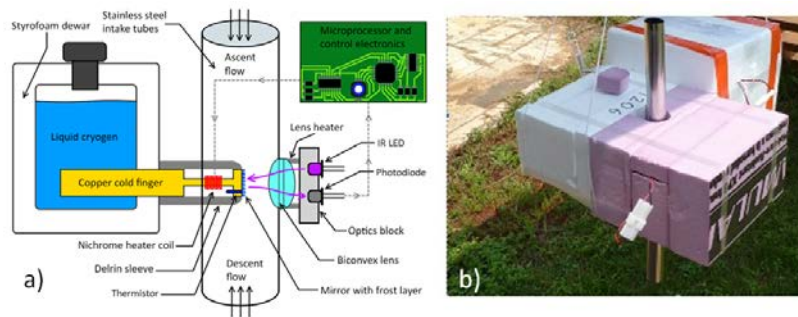 Stainless steel
intake tubes
Styrofoam dewar
Ascent
flow
Microprocessor and
control electronics
Liquid cryogen
Lens heater
IR LED
Photodiode
Copper cold finger
Nichrome heater coil
Optics block
Delrin sleeve
Descent
flow
Biconvex lens
a)
Thermistor
Mirror with frost layer
b)